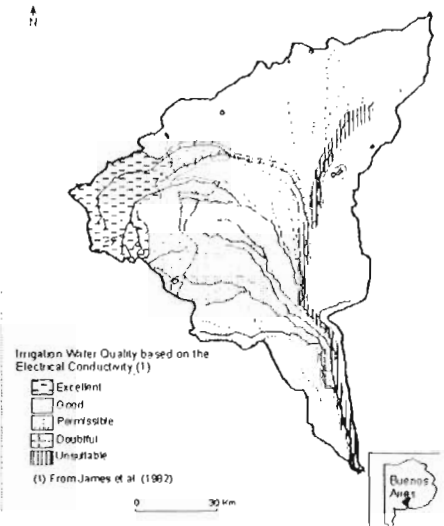 N
Irrigation Water Quality based on the
Electrical Conductivity (1)
Excellent
Good
Permissible
Doubtful
Unsuitable
(1) From James et al (1982)
0 30 Km
Buenos
Aires